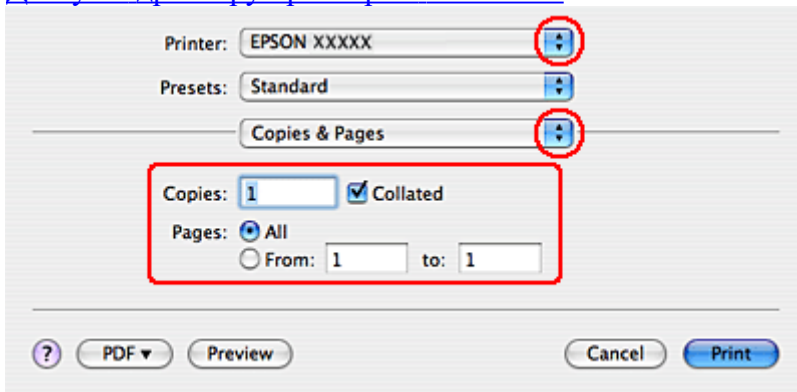 Printer: EPSON XXXXX
Presets: Standard
Copies & Pages
Copies: 1 Collated
Pages: All
From: 1 to: 1
? PDF Preview Cancel Print